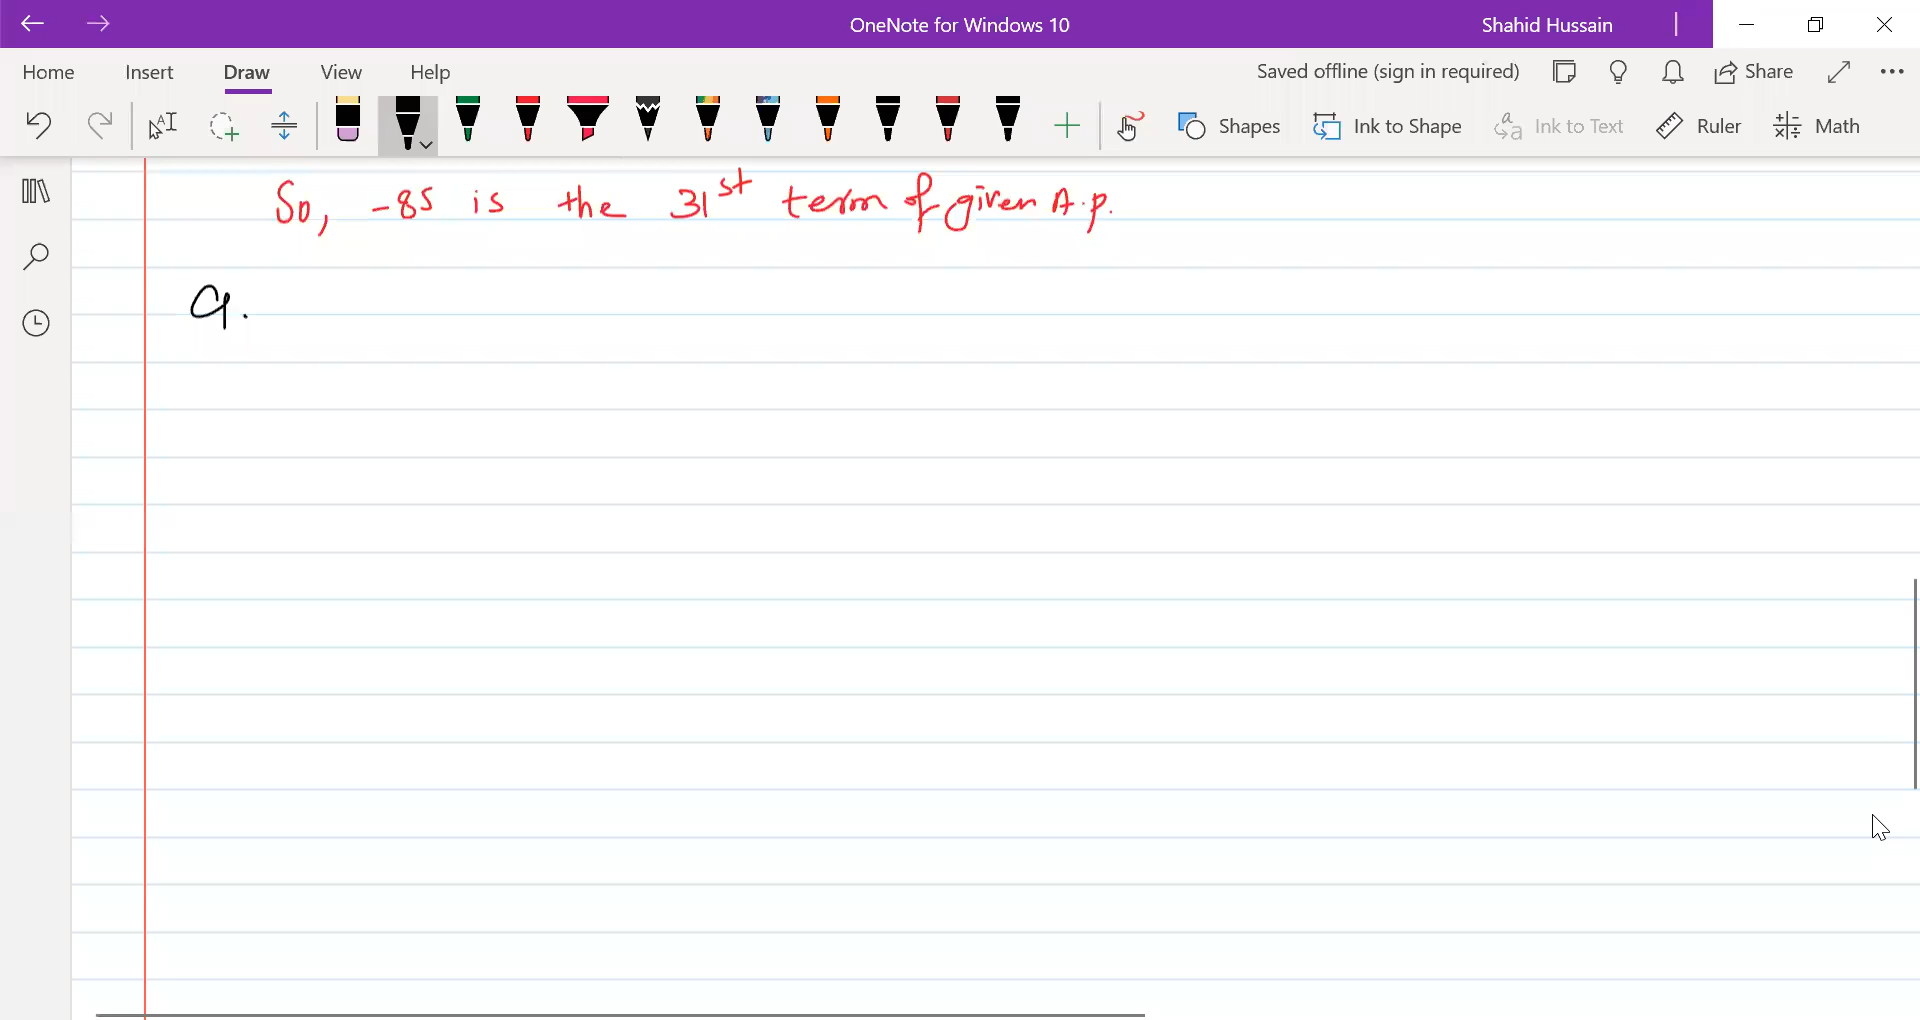 OneNote for Windows 10
Shahid Hussain
Home Insert Draw View Help
Saved offline (sign in required) Share
Shapes Ink to Shape Ink to Text Ruler Math
So, -85 is the 31st term of given A.p.